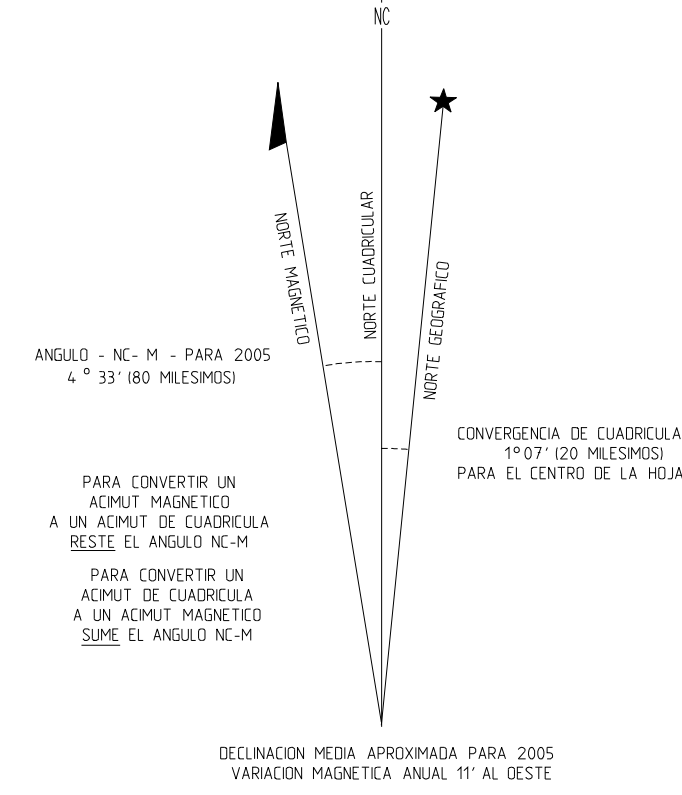 NC
NORTE MAGNETICO
NORTE CUADRICULAR
NORTE GEOGRAFICO
ANGULO - NC- M - PARA 2005
4 ° 33' (80 MILESIMOS)
CONVERGENCIA DE CUADRICULA
1°07' (20 MILESIMOS)
PARA EL CENTRO DE LA HOJA
PARA CONVERTIR UN
ACIMUT MAGNETICO
A UN ACIMUT DE CUADRICULA
RESTE EL ANGULO NC-M
PARA CONVERTIR UN
ACIMUT DE CUADRICULA
A UN ACIMUT MAGNETICO
SUME EL ANGULO NC-M
DECLINACION MEDIA APROXIMADA PARA 2005
VARIACION MAGNETICA ANUAL 11' AL OESTE